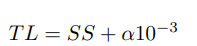 TL = SS + α10⁻³